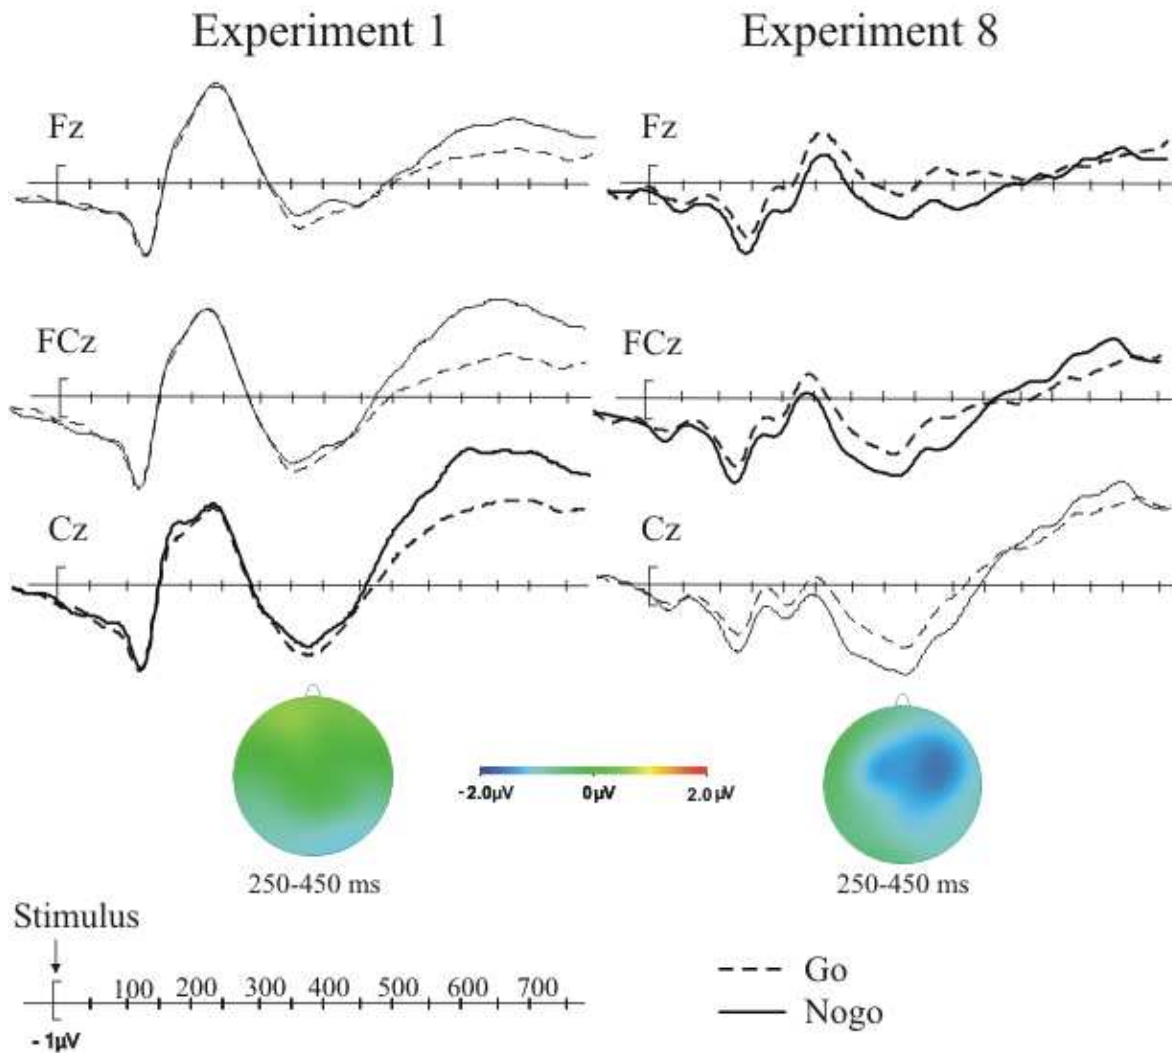 Experiment 1
Experiment 8
Fz
Fz
FCz
FCz
Cz
Cz
-2.0µV 0µV 2.0µV
250-450 ms
250-450 ms
Stimulus
100 200 300 400 500 600 700
-1µV
Go
Nogo